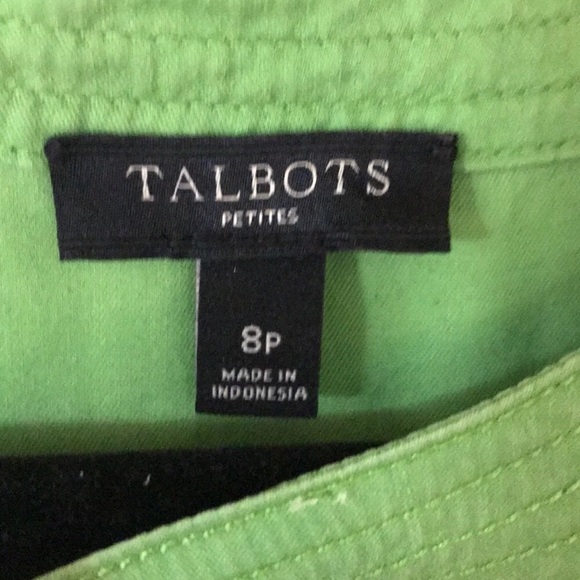 TALBOTS
PETITES
8P
MADE IN
INDONESIA